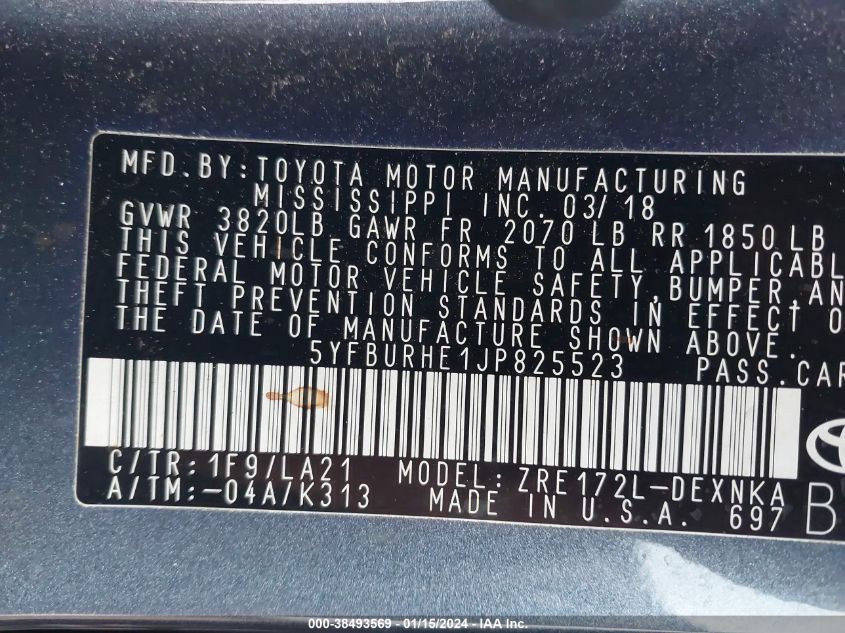 MFD.BY:TOYOTA MOTOR MANUFACTURING
MISSISSIPPI INC. 03/18
GVWR 3820LB GAWR FR 2070 LB RR 1850 LB
THIS VEHICLE CONFORMS TO ALL APPLICABL
FEDERAL MOTOR VEHICLE SAFETY,BUMPER,AN
THEFT PREVENTION STANDARDS IN EFFECT O
THE DATE OF MANUFACTURE SHOWN ABOVE.
5YFBURHE1JP825523 PASS.CAR
C/TR:1F9/LA21 MODEL:ZRE172L-DEXNKA
A/TM:-04A/K313 MADE IN U.S.A. 697
B
000-38493569 - 01/15/2024 - IAA Inc.